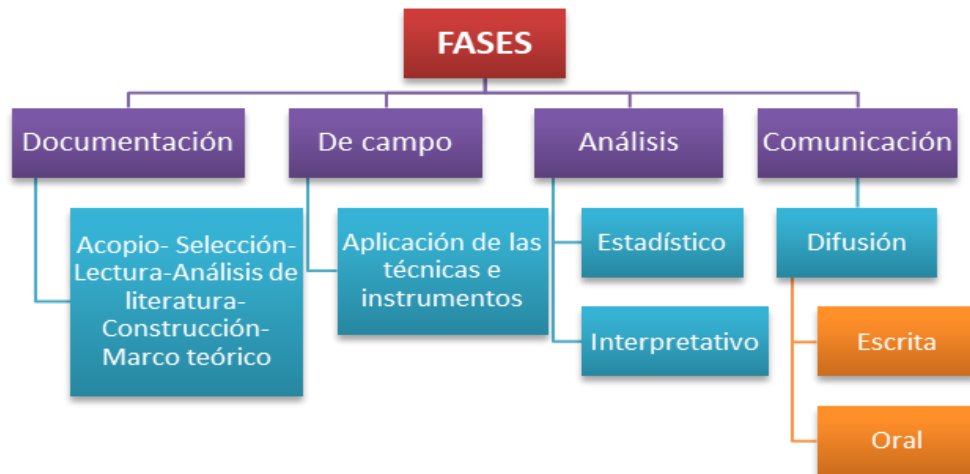 FASES
Documentación
De campo
Análisis
Comunicación
Acopio- Selección-
Lectura-Análisis de
literatura-
Construcción-
Marco teórico
Aplicación de las
técnicas e
instrumentos
Estadístico
Interpretativo
Difusión
Escrita
Oral